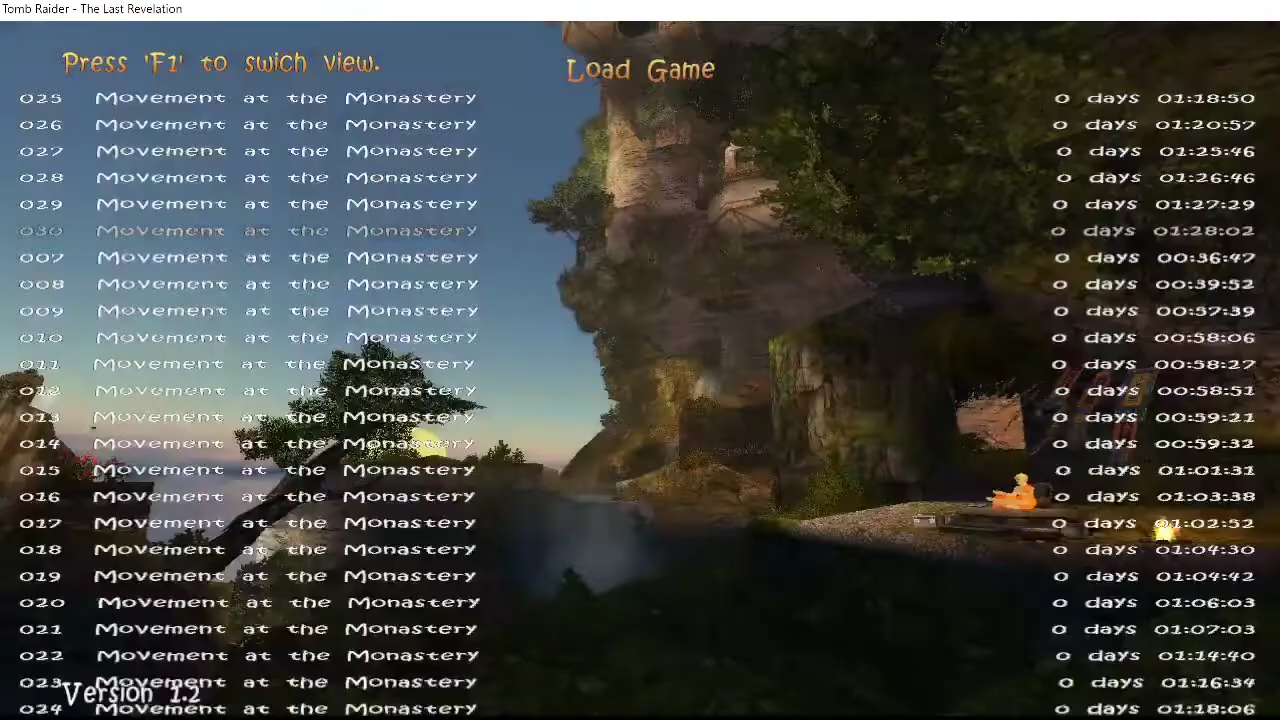 Tomb Raider - The Last Revelation
Press 'F1' to swich view.
Load Game
025 Movement at the Monastery 0 days 01:18:50
026 Movement at the Monastery 0 days 01:20:57
027 Movement at the Monastery 0 days 01:25:46
028 Movement at the Monastery 0 days 01:26:46
029 Movement at the Monastery 0 days 01:27:29
030 Movement at the Monastery 0 days 01:28:02
007 Movement at the Monastery 0 days 00:36:47
008 Movement at the Monastery 0 days 00:39:52
009 Movement at the Monastery 0 days 00:57:39
010 Movement at the Monastery 0 days 00:58:06
011 Movement at the Monastery 0 days 00:58:27
012 Movement at the Monastery 0 days 00:58:51
013 Movement at the Monastery 0 days 00:59:21
014 Movement at the Monastery 0 days 00:59:32
015 Movement at the Monastery 0 days 01:01:31
016 Movement at the Monastery 0 days 01:03:38
017 Movement at the Monastery 0 days 01:02:52
018 Movement at the Monastery 0 days 01:04:30
019 Movement at the Monastery 0 days 01:04:42
020 Movement at the Monastery 0 days 01:06:03
021 Movement at the Monastery 0 days 01:07:03
022 Movement at the Monastery 0 days 01:14:40
023 Movement at the Monastery 0 days 01:16:34
Version 1.2
024 Movement at the Monastery 0 days 01:18:06